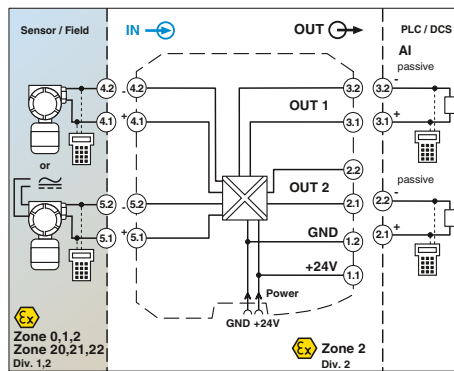 Sensor / Field
IN
OUT
PLC / DCS
AI
passive
4.2
-
4.2
4.1
+
4.1
OUT 1
3.2
3.1
3.2
-
3.1
+
or
5.2
-
5.2
5.1
+
5.1
OUT 2
2.2
2.1
passive
2.2
-
2.1
+
GND
1.2
+24V
1.1
Power
GND +24V
Ex
Zone 0,1,2
Zone 20,21,22
Div. 1,2
Ex
Zone 2
Div. 2